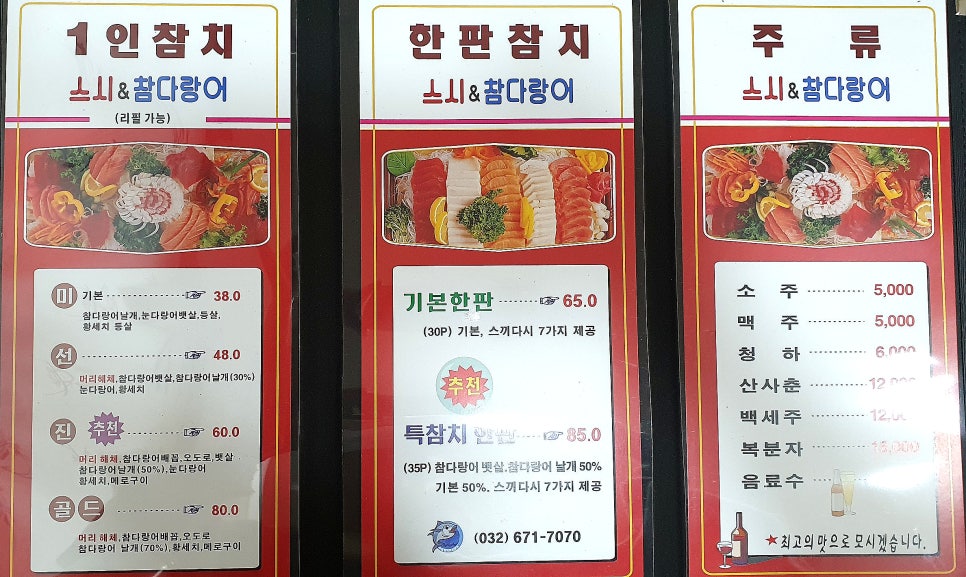 1인참치
스시&참다랑어
(리필 가능)
미 기본 38.0
참다랑어날개,눈다랑어뱃살,등살,
황세치 등살
선 48.0
머리해체,참다랑어뱃살,참다랑어날개(30%)
눈다랑어,황세치
진 추천 60.0
머리 해체,참다랑어배꼽,오도로,뱃살
참다랑어날개(50%),눈다랑어
황세치,메로구이
골드 80.0
머리 해체,참다랑어배꼽,오도로
참다랑어 날개(70%),황세치,메로구이
한판참치
스시&참다랑어
기본한판 65.0
(30P) 기본, 스끼다시 7가지 제공
추천
특참치 한판 85.0
(35P) 참다랑어 뱃살,참다랑어 날개 50%
기본 50%. 스끼다시 7가지 제공
(032) 671-7070
주 류
스시&참다랑어
소 주 5,000
맥 주 5,000
청 하 6,000
산사춘 12,000
백세주 12,000
복분자
음료수
★최고의 맛으로 모시겠습니다.